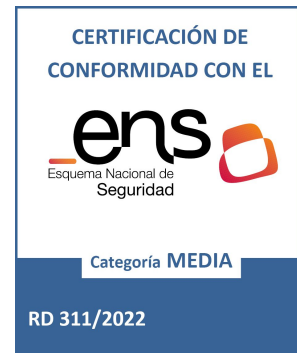 CERTIFICACIÓN DE
CONFORMIDAD CON EL
_ens
Esquema Nacional de
Seguridad
Categoría MEDIA
RD 311/2022